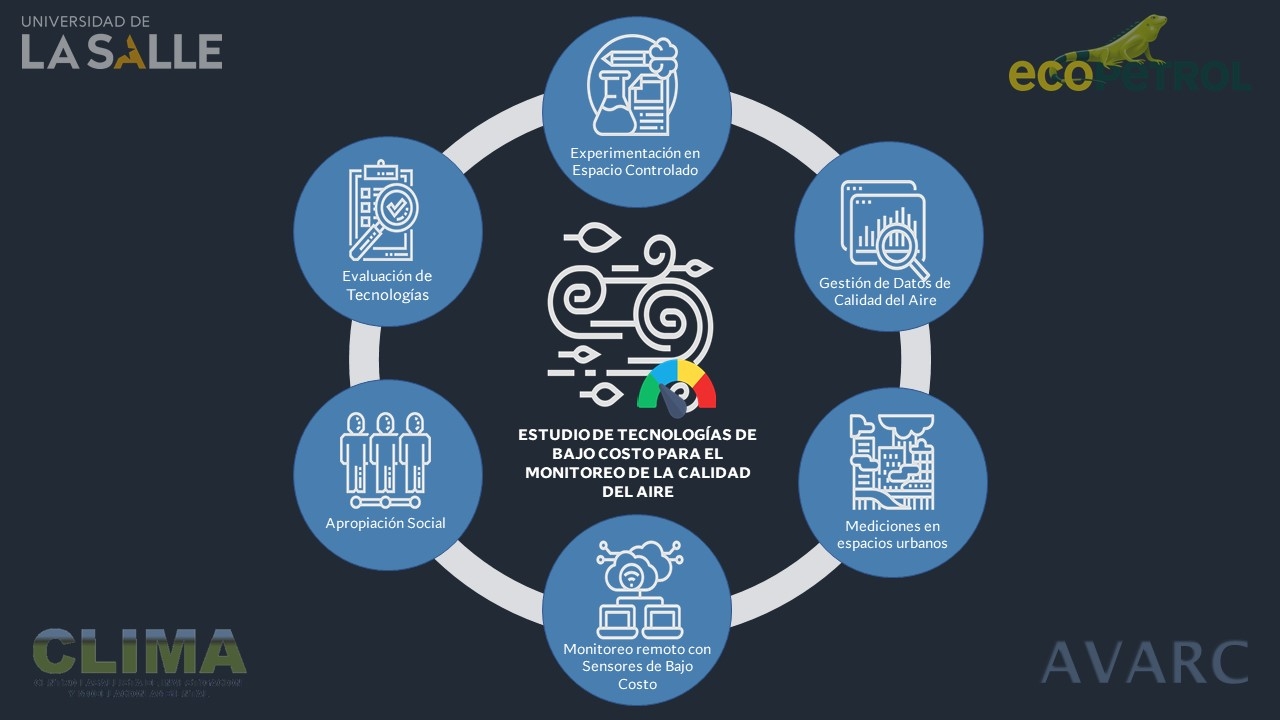 UNIVERSIDAD DE
LA SALLE
ecoPETROL
Experimentación en
Espacio Controlado
Evaluación de
Tecnologías
Gestión de Datos de
Calidad del Aire
ESTUDIO DE TECNOLOGÍAS DE
BAJO COSTO PARA EL
MONITOREO DE LA CALIDAD
DEL AIRE
Apropiación Social
Mediciones en
espacios urbanos
Monitoreo remoto con
Sensores de Bajo
Costo
CLIMA
AVARC